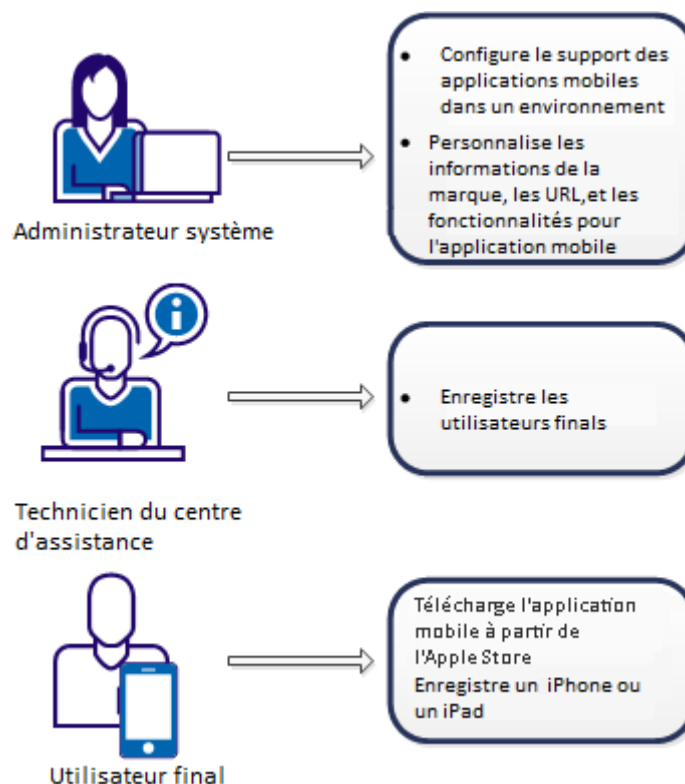 Configure le support des
applications mobiles
dans un environnement
Personnalise les
informations de la
marque, les URL,et les
fonctionnalités pour
l'application mobile
Administrateur système
Enregistre les
utilisateurs finals
Technicien du centre
d'assistance
Télécharge l'application
mobile à partir de
l'Apple Store
Enregistre un iPhone ou
un iPad
Utilisateur final